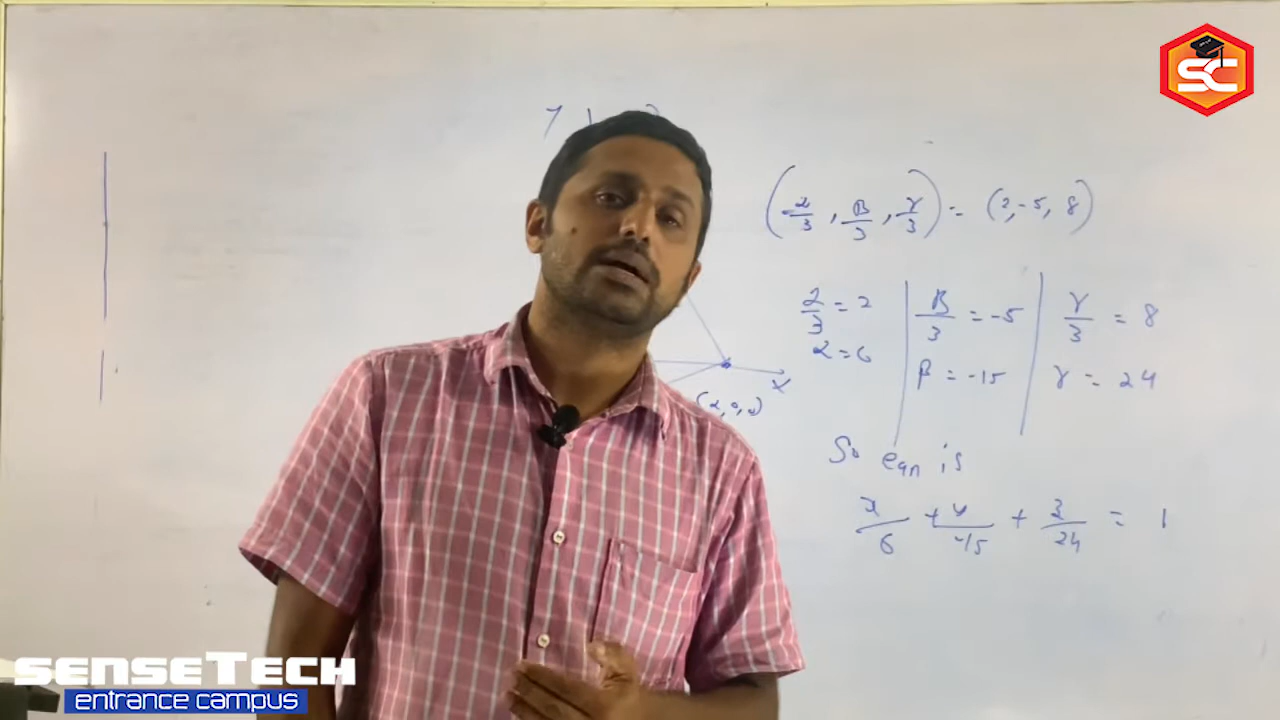 SC
(α/3, β/3, γ/3) = (2, -5, 8)
α/3 = 2 | β/3 = -5 | γ/3 = 8
α = 6 | β = -15 | γ = 24
X
(α, 0, 0)
So eqn is
x/6 + y/-15 + z/24 = 1
SENSETECH
entrance campus